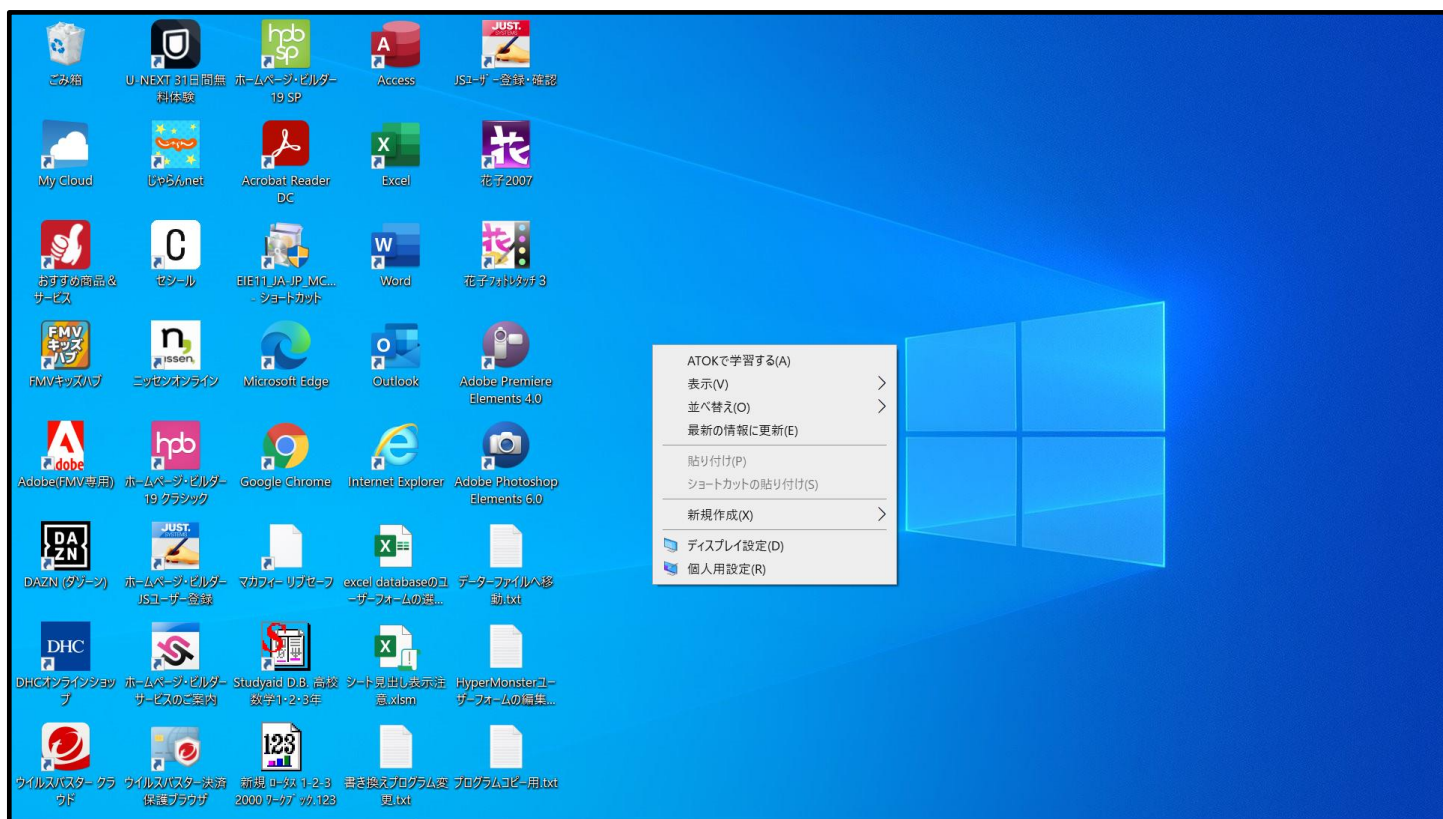 ごみ箱
U-NEXT 31日間無
料体験
hpb
sp
ホームページ・ビルダー
19 SP
A
Access
JUST.
SYSTEMS
JSユーザー登録・確認
My Cloud
じゃらんnet
Acrobat Reader
DC
X
Excel
花
花子2007
おすすめ商品&
サービス
C
セシール
EIE11_JA-JP_MC...
- ショートカット
W
Word
花
花子フォトレタッチ3
FMV
キッズ
ハブ
FMVキッズハブ
n,
issen,
ニッセンオンライン
Microsoft Edge
O
Outlook
Adobe Premiere
Elements 4.0
Adobe
Adobe(FMV専用)
hpb
ホームページ・ビルダー
19 クラシック
Google Chrome
Internet Explorer
Adobe Photoshop
Elements 6.0
DA
ZN
DAZN (ダゾーン)
JUST.
SYSTEMS
ホームページ・ビルダー
JSユーザー登録
マカフィー リブセーフ
X
excel databaseのユ
ーザーフォームの選...
データーファイルへ移
動.txt
DHC
DHCオンラインショッ
プ
ホームページ・ビルダー
サービスのご案内
S
Studyaid D.B. 高校
数学1・2・3年
X
シート見出し表示注
意.xlsm
HyperMonsterユー
ザーフォームの編集...
ウイルスバスター クラ
ウド
ウイルスバスター決済
保護ブラウザ
123
新規 ロータス 1-2-3
2000 ワークブック.123
書き換えプログラム変
更.txt
プログラムコピー用.txt
ATOKで学習する(A)
表示(V)
並べ替え(O)
最新の情報に更新(E)
貼り付け(P)
ショートカットの貼り付け(S)
新規作成(X)
ディスプレイ設定(D)
個人用設定(R)